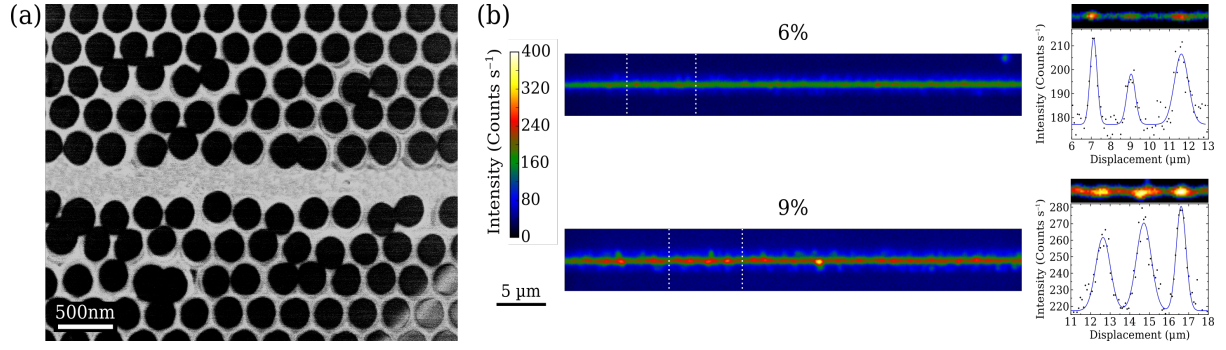 (a)
500nm
(b)
Intensity (Counts s⁻¹)
400
320
240
160
80
0
5 µm
6%
9%
Intensity (Counts s⁻¹)
210
200
190
180
6 7 8 9 10 11 12 13
Displacement (µm)
Intensity (Counts s⁻¹)
280
270
260
250
240
230
220
11 12 13 14 15 16 17 18
Displacement (µm)